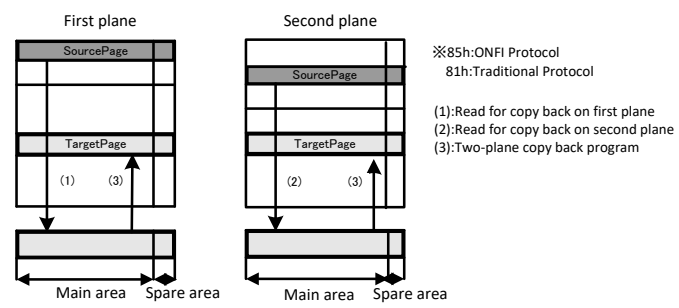 First plane
Second plane
SourcePage
SourcePage
TargetPage
TargetPage
(1)
(3)
(2)
(3)
Main area
Spare area
Main area
Spare area
※85h:ONFI Protocol
81h:Traditional Protocol
(1):Read for copy back on first plane
(2):Read for copy back on second plane
(3):Two-plane copy back program